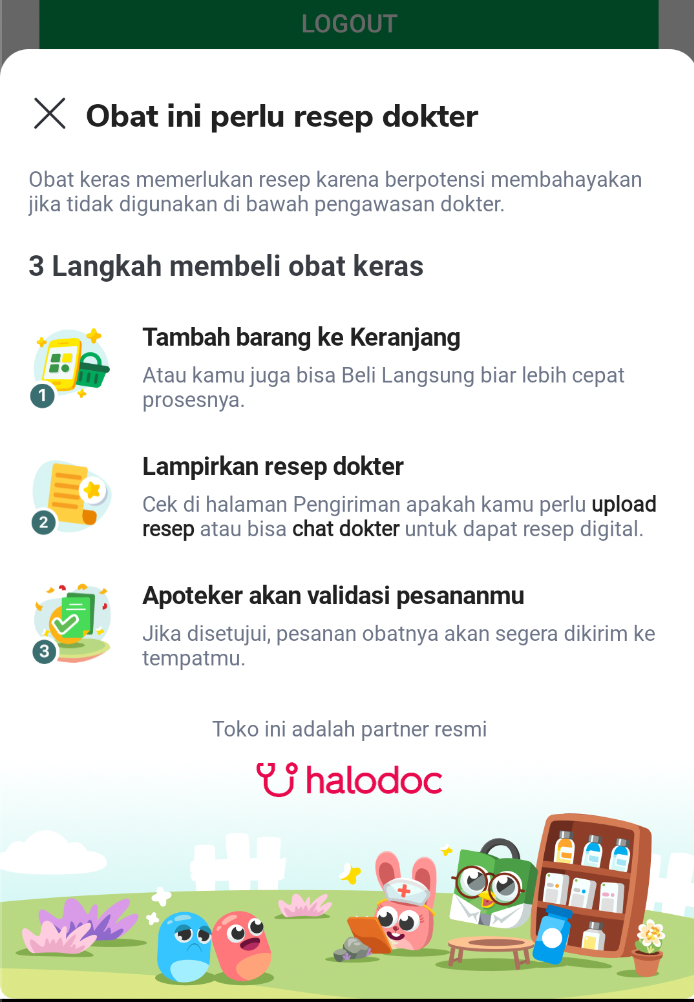 LOGOUT
Obat ini perlu resep dokter
Obat keras memerlukan resep karena berpotensi membahayakan
jika tidak digunakan di bawah pengawasan dokter.
3 Langkah membeli obat keras
Tambah barang ke Keranjang
Atau kamu juga bisa Beli Langsung biar lebih cepat
prosesnya.
1
Lampirkan resep dokter
Cek di halaman Pengiriman apakah kamu perlu upload
resep atau bisa chat dokter untuk dapat resep digital.
2
Apoteker akan validasi pesananmu
Jika disetujui, pesanan obatnya akan segera dikirim ke
tempatmu.
3
Toko ini adalah partner resmi
halodoc